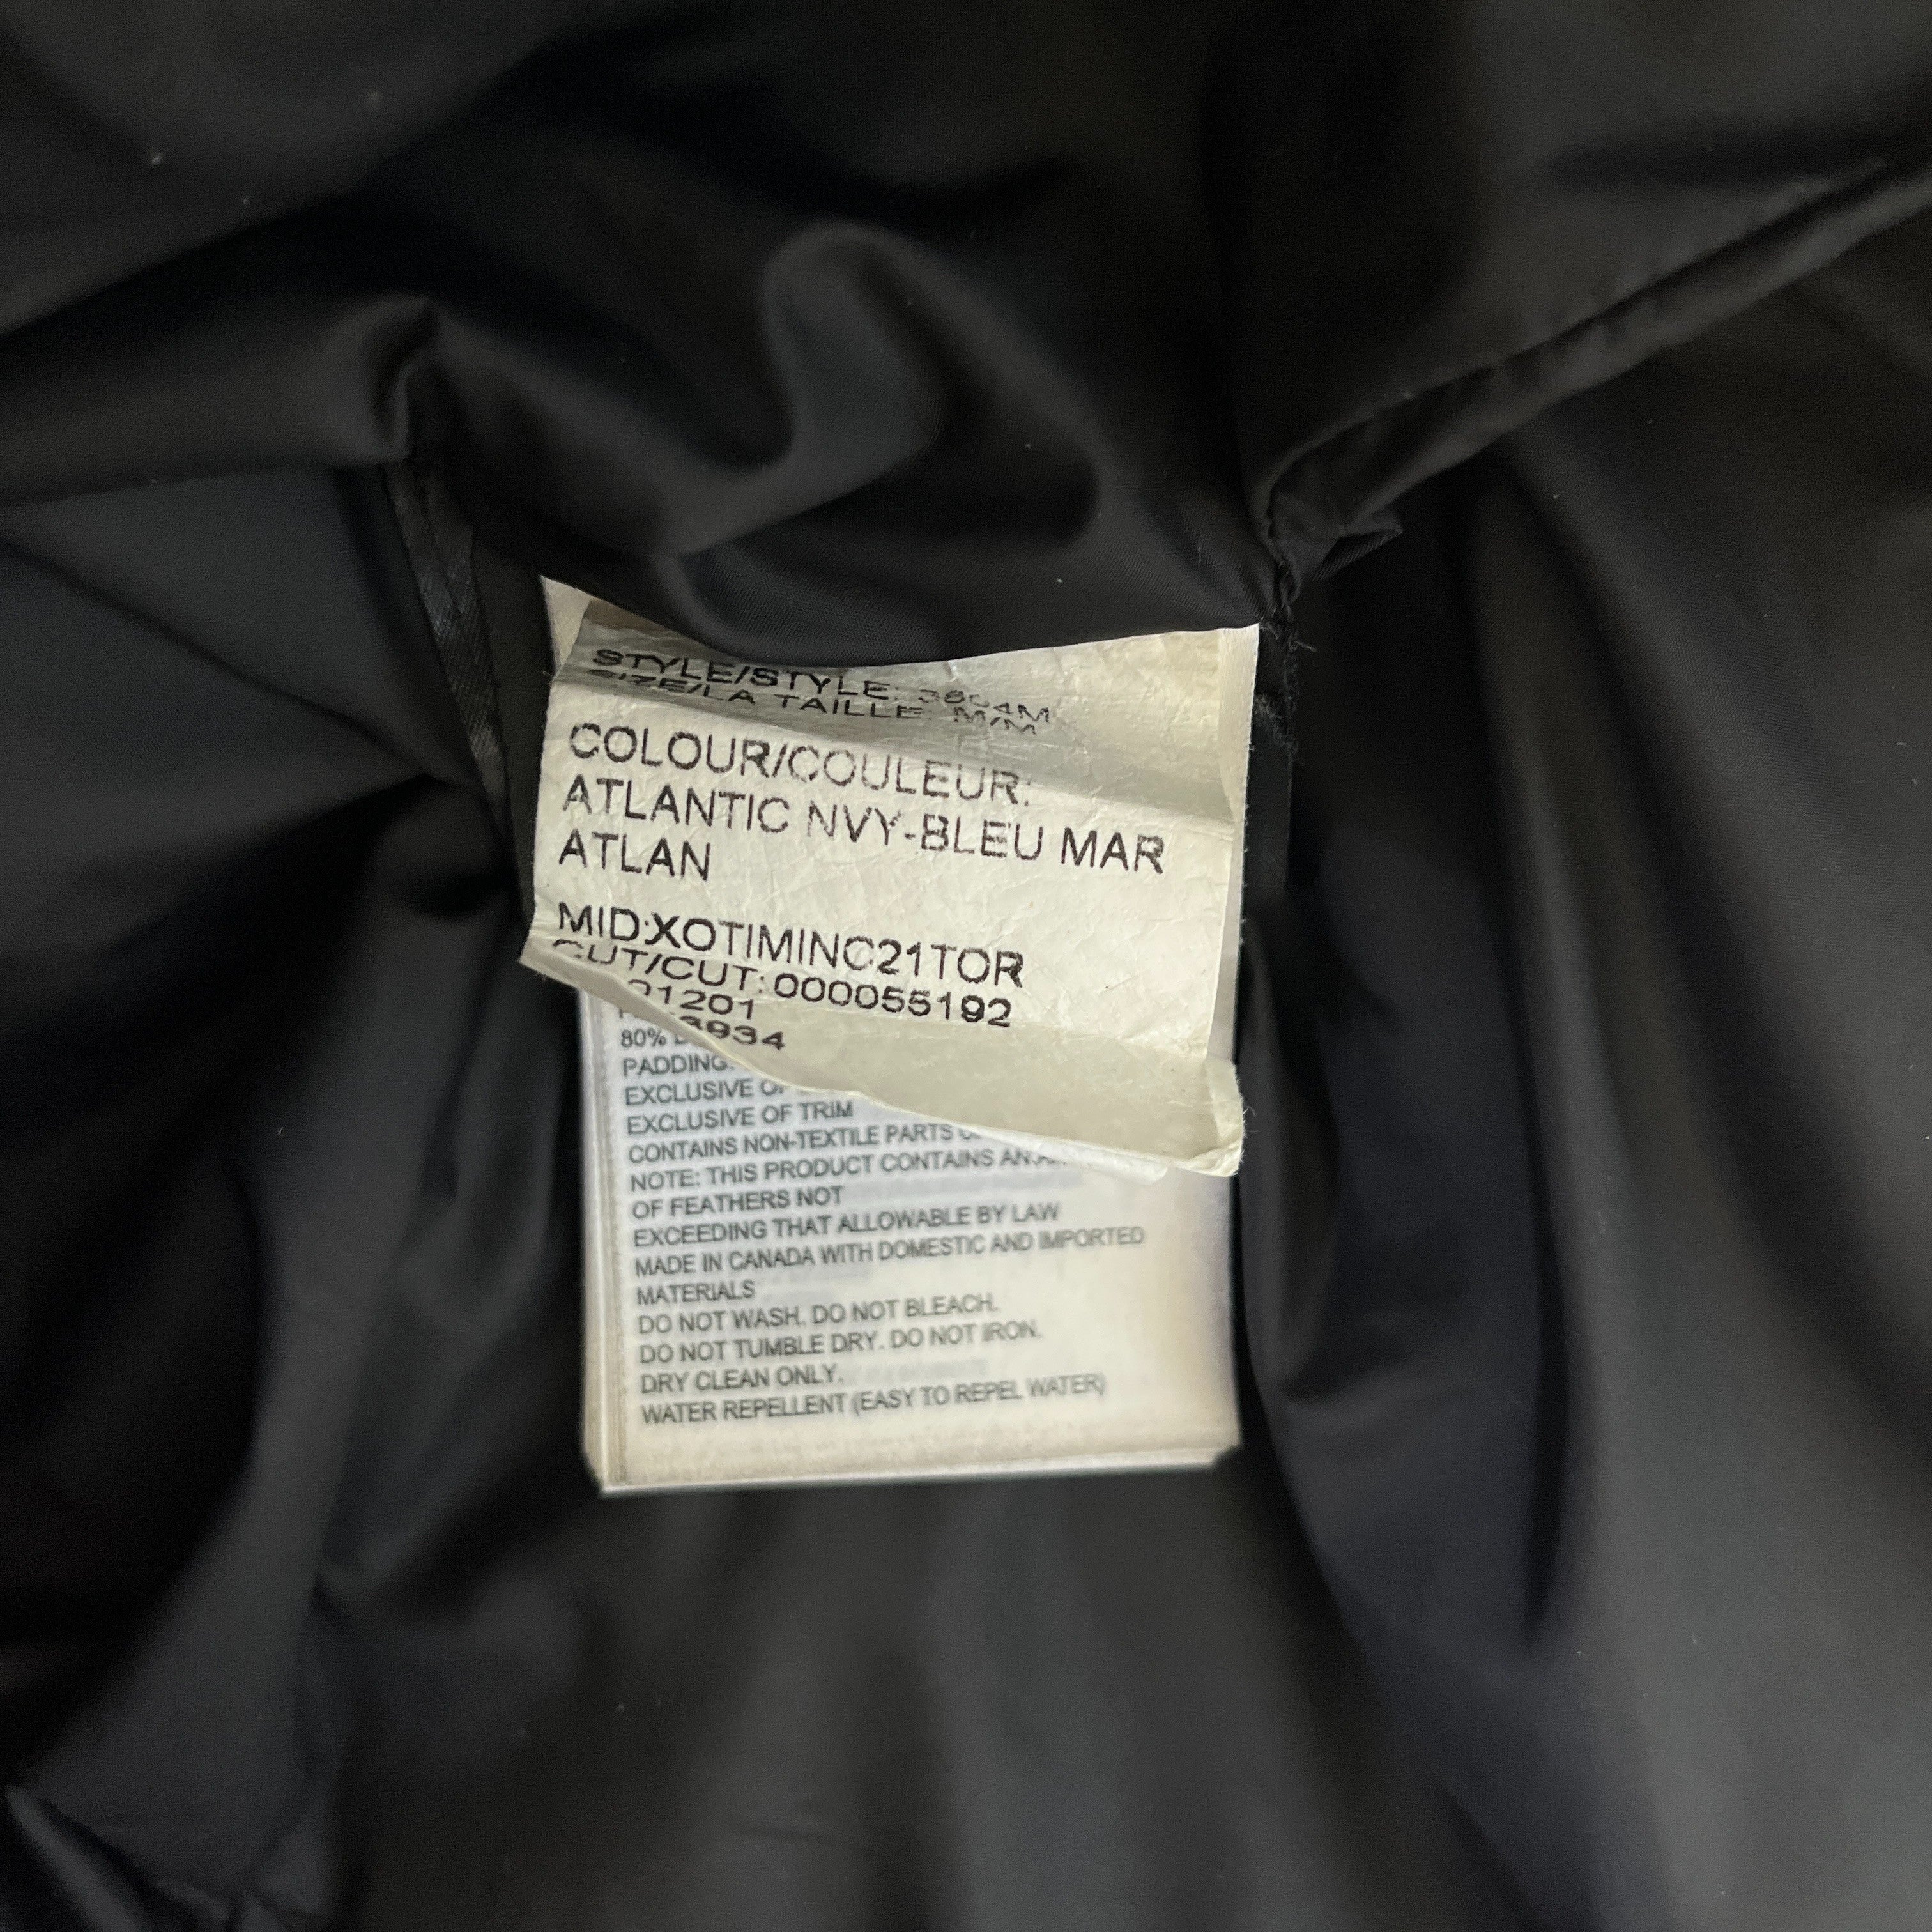 STYLE/STYLE: 3804M
SIZE/LA TAILLE: M/M
COLOUR/COULEUR:
ATLANTIC NVY-BLEU MAR
ATLAN
MID:XOTIMINC21TOR
CUT/CUT: 000055192
80%
PADDING:
EXCLUSIVE OF
EXCLUSIVE OF TRIM
CONTAINS NON-TEXTILE PARTS
NOTE: THIS PRODUCT CONTAINS AN
OF FEATHERS NOT
EXCEEDING THAT ALLOWABLE BY LAW
MADE IN CANADA WITH DOMESTIC AND IMPORTED
MATERIALS
DO NOT WASH. DO NOT BLEACH.
DO NOT TUMBLE DRY. DO NOT IRON.
DRY CLEAN ONLY.
WATER REPELLENT (EASY TO REPEL WATER)